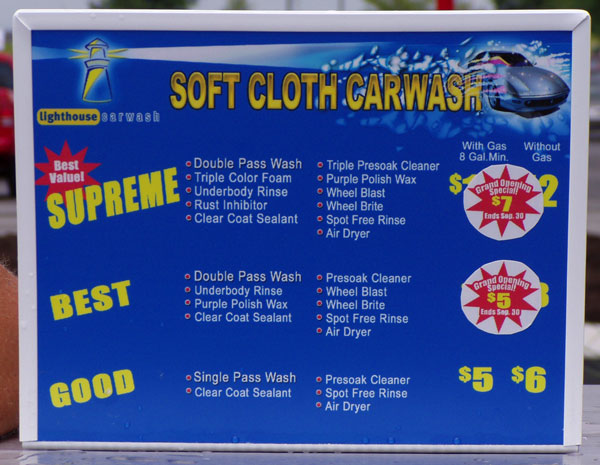 lighthouse carwash
SOFT CLOTH CARWASH
With Gas
8 Gal.Min.
Without
Gas
Best
Value!
SUPREME
Double Pass Wash
Triple Color Foam
Underbody Rinse
Rust Inhibitor
Clear Coat Sealant
Triple Presoak Cleaner
Purple Polish Wax
Wheel Blast
Wheel Brite
Spot Free Rinse
Air Dryer
Grand Opening
Special!
$7
Ends Sep. 30
BEST
Double Pass Wash
Underbody Rinse
Purple Polish Wax
Clear Coat Sealant
Presoak Cleaner
Wheel Blast
Wheel Brite
Spot Free Rinse
Air Dryer
Grand Opening
Special!
$5
Ends Sep. 30
GOOD
Single Pass Wash
Clear Coat Sealant
Presoak Cleaner
Spot Free Rinse
Air Dryer
$5 $6